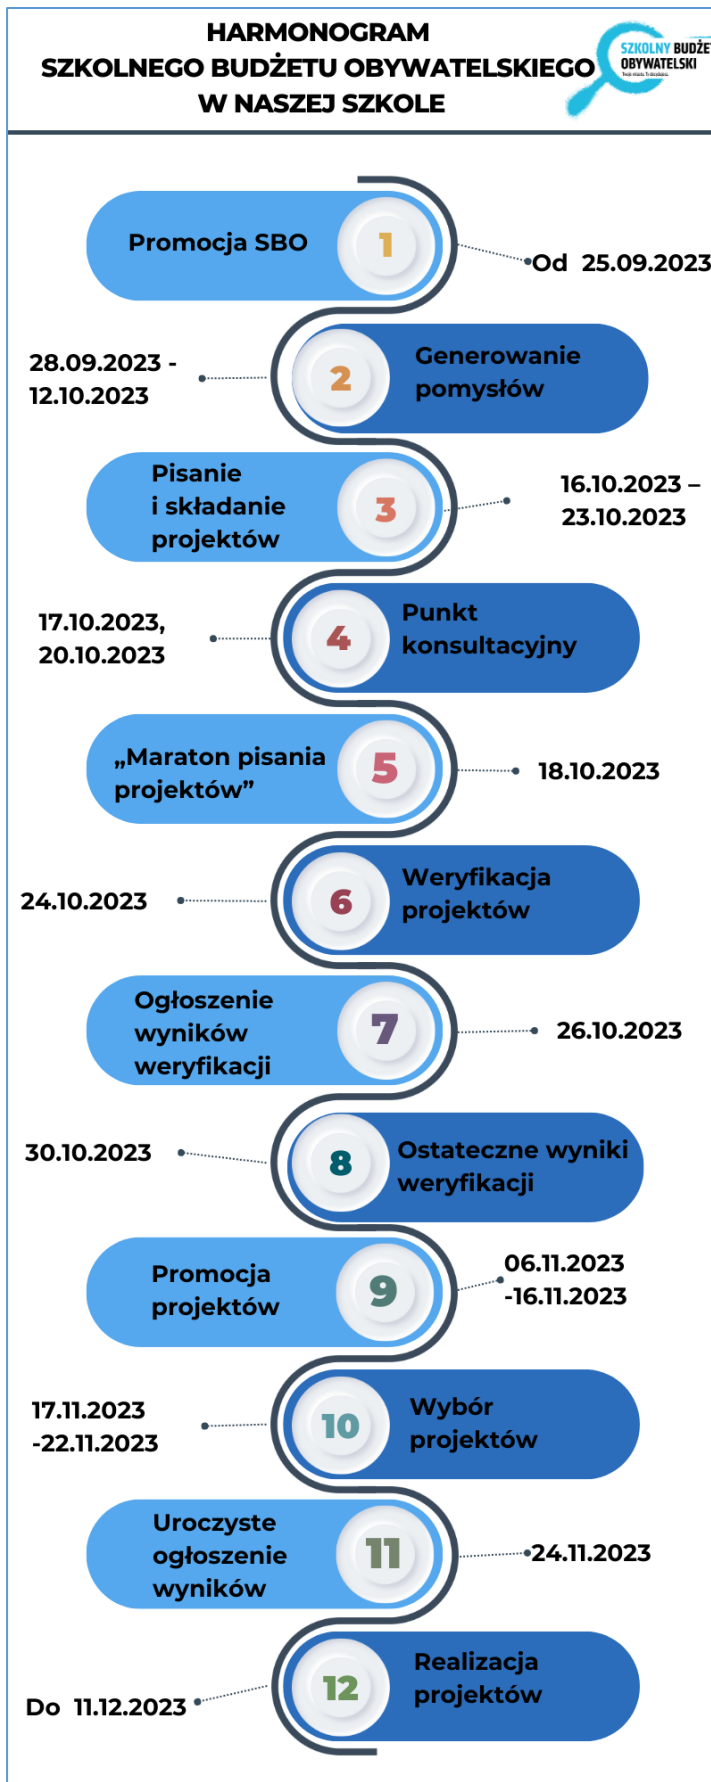 HARMONOGRAM
SZKOLNEGO BUDŻETU OBYWATELSKIEGO
W NASZEJ SZKOLE
SZKOLNY BUDŻE
OBYWATELSKI
Promocja SBO
1
Od 25.09.2023
28.09.2023 -
12.10.2023
2
Generowanie
pomysłów
Pisanie
i składanie
projektów
3
16.10.2023 –
23.10.2023
17.10.2023,
20.10.2023
4
Punkt
konsultacyjny
„Maraton pisania
projektów”
5
18.10.2023
24.10.2023
6
Weryfikacja
projektów
Ogłoszenie
wyników
weryfikacji
7
26.10.2023
30.10.2023
8
Ostateczne wyniki
weryfikacji
Promocja
projektów
9
06.11.2023
-16.11.2023
17.11.2023
-22.11.2023
10
Wybór
projektów
Uroczyste
ogłoszenie
wyników
11
24.11.2023
Do 11.12.2023
12
Realizacja
projektów